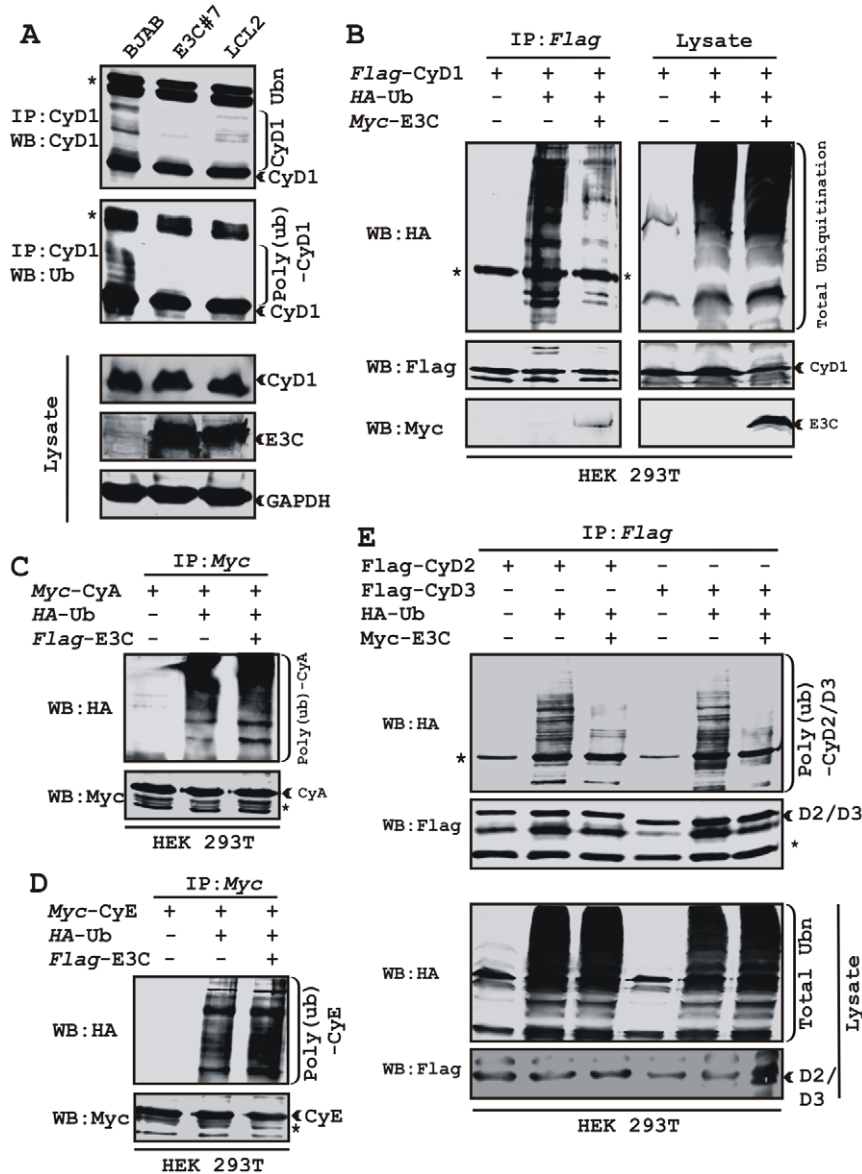 A
BJAB
E3C#7
LCL2
*
IP:CyD1
WB:CyD1
CyD1 Ubn
CyD1
*
IP:CyD1
WB:Ub
Poly(ub)
-CyD1
CyD1
Lysate
CyD1
E3C
GAPDH
B
IP:Flag Lysate
Flag-CyD1 + + + + + +
HA-Ub - + + - + +
Myc-E3C - - + - - +
WB:HA
* *
Total Ubiquitination
WB:Flag
CyD1
WB:Myc
E3C
HEK 293T
C
IP:Myc
Myc-CyA + + +
HA-Ub - + +
Flag-E3C - - +
WB:HA
Poly(ub)-CyA
WB:Myc
CyA
*
HEK 293T
D
IP:Myc
Myc-CyE + + +
HA-Ub - + +
Flag-E3C - - +
WB:HA
Poly(ub)
-CyE
WB:Myc
CyE
*
HEK 293T
E
IP:Flag
Flag-CyD2 + + + - - -
Flag-CyD3 - - - + + +
HA-Ub - + + - + +
Myc-E3C - - + - - +
WB:HA
*
Poly(ub)
-CyD2/D3
WB:Flag
D2/D3
*
WB:HA
Total Ubn
Lysate
WB:Flag
D2/
D3
HEK 293T